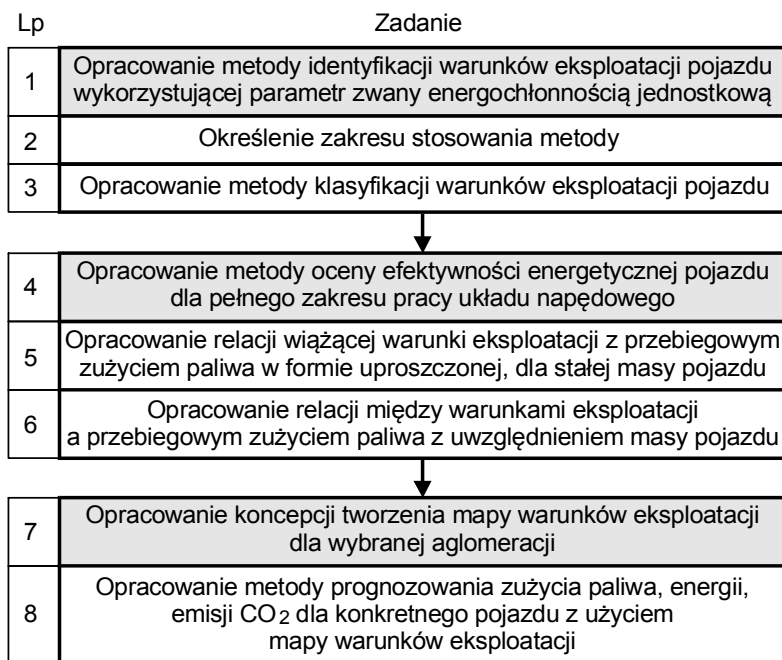 Lp Zadanie
1 Opracowanie metody identyfikacji warunków eksploatacji pojazdu
wykorzystującej parametr zwany energochłonnością jednostkową
2 Określenie zakresu stosowania metody
3 Opracowanie metody klasyfikacji warunków eksploatacji pojazdu
4 Opracowanie metody oceny efektywności energetycznej pojazdu
dla pełnego zakresu pracy układu napędowego
5 Opracowanie relacji wiążącej warunki eksploatacji z przebiegowym
zużyciem paliwa w formie uproszczonej, dla stałej masy pojazdu
6 Opracowanie relacji między warunkami eksploatacji
a przebiegowym zużyciem paliwa z uwzględnieniem masy pojazdu
7 Opracowanie koncepcji tworzenia mapy warunków eksploatacji
dla wybranej aglomeracji
8 Opracowanie metody prognozowania zużycia paliwa, energii,
emisji CO2 dla konkretnego pojazdu z użyciem
mapy warunków eksploatacji